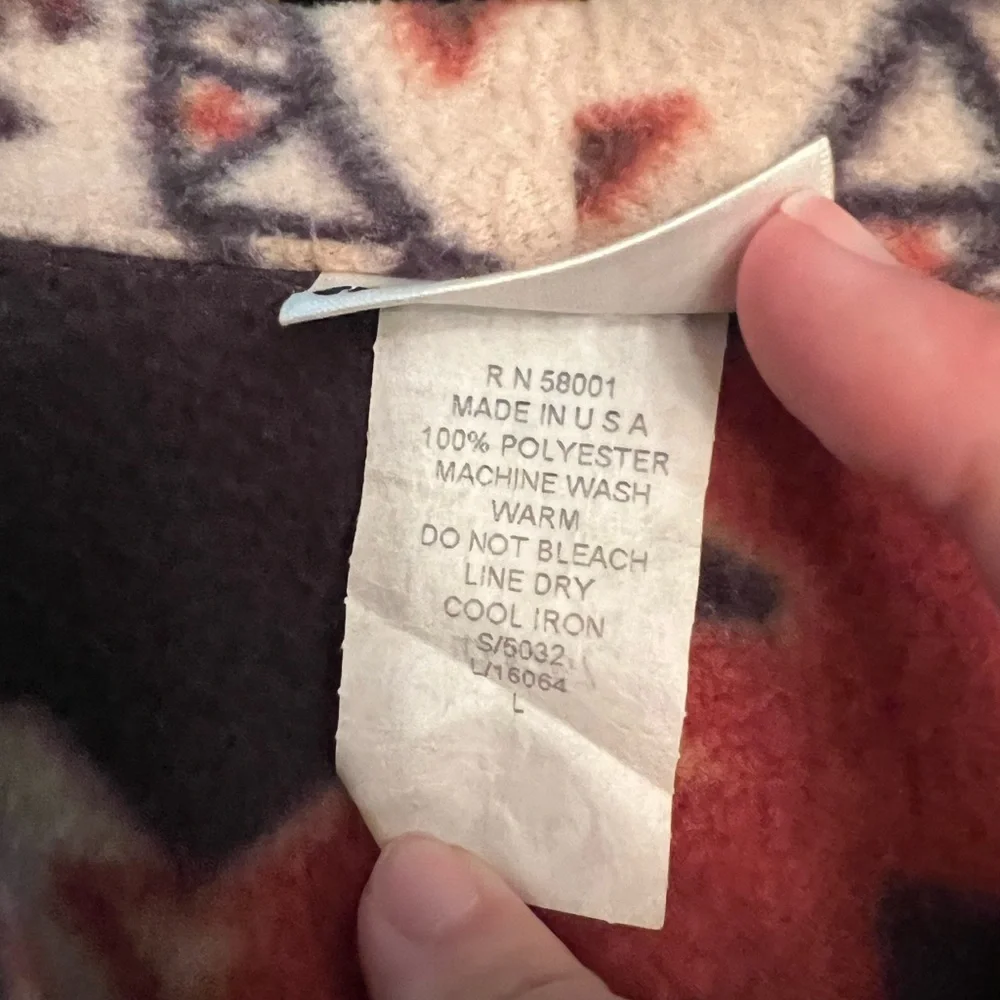 R N 58001
MADE IN U S A
100% POLYESTER
MACHINE WASH
WARM
DO NOT BLEACH
LINE DRY
COOL IRON
S/5032
L/16064
L